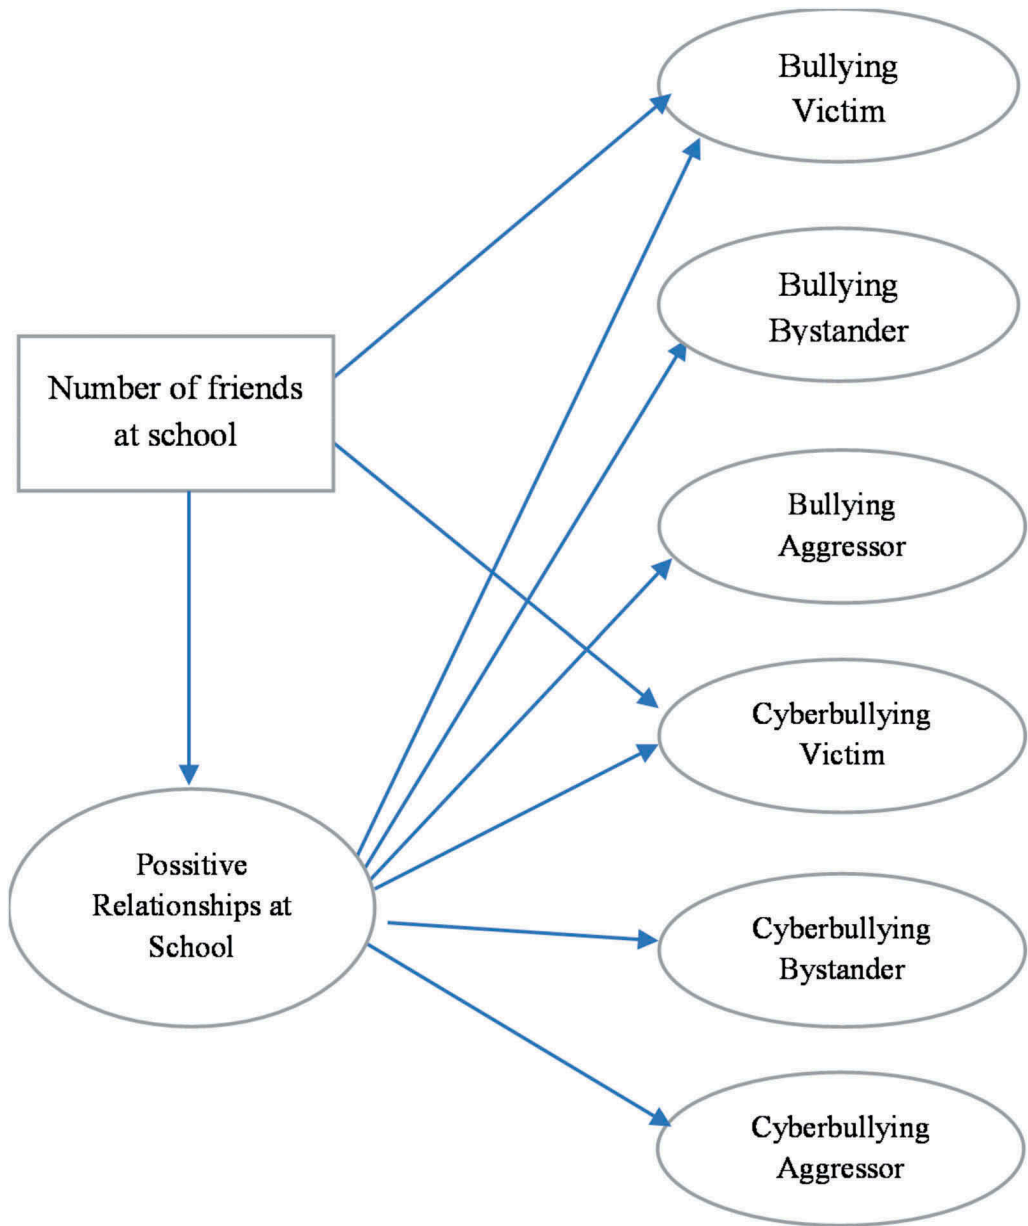 Bullying
Victim
Bullying
Bystander
Number of friends
at school
Bullying
Aggressor
Cyberbullying
Victim
Possitive
Relationships at
School
Cyberbullying
Bystander
Cyberbullying
Aggressor